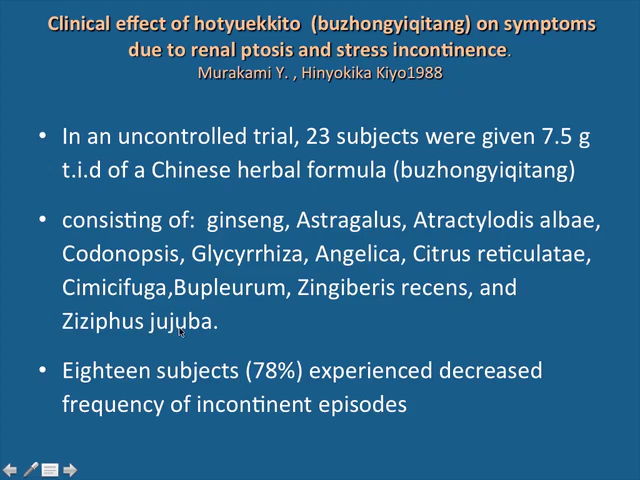 Clinical effect of hotyuekkito  (buzhongyiqitang) on symptoms
due to renal ptosis and stress incontinence.
Murakami Y. , Hinyokika Kiyo1988
• In an uncontrolled trial, 23 subjects were given 7.5 g
t.i.d of a Chinese herbal formula (buzhongyiqitang)
• consisting of:  ginseng, Astragalus, Atractylodis albae,
Codonopsis, Glycyrrhiza, Angelica, Citrus reticulatae,
Cimicifuga,Bupleurum, Zingiberis recens, and
Ziziphus jujuba.
• Eighteen subjects (78%) experienced decreased
frequency of incontinent episodes